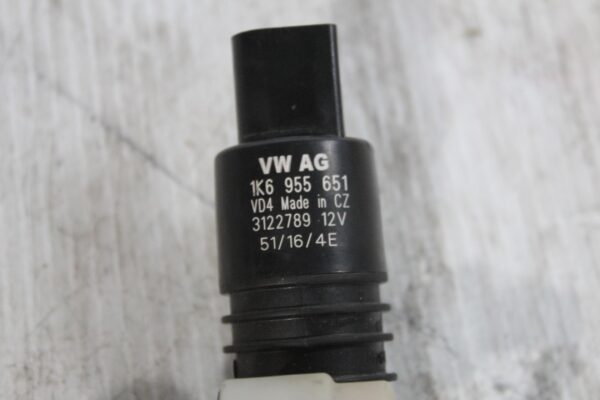 VW AG
1K6 955 651
VD4 Made in CZ
3122789 12V
51/16/4E